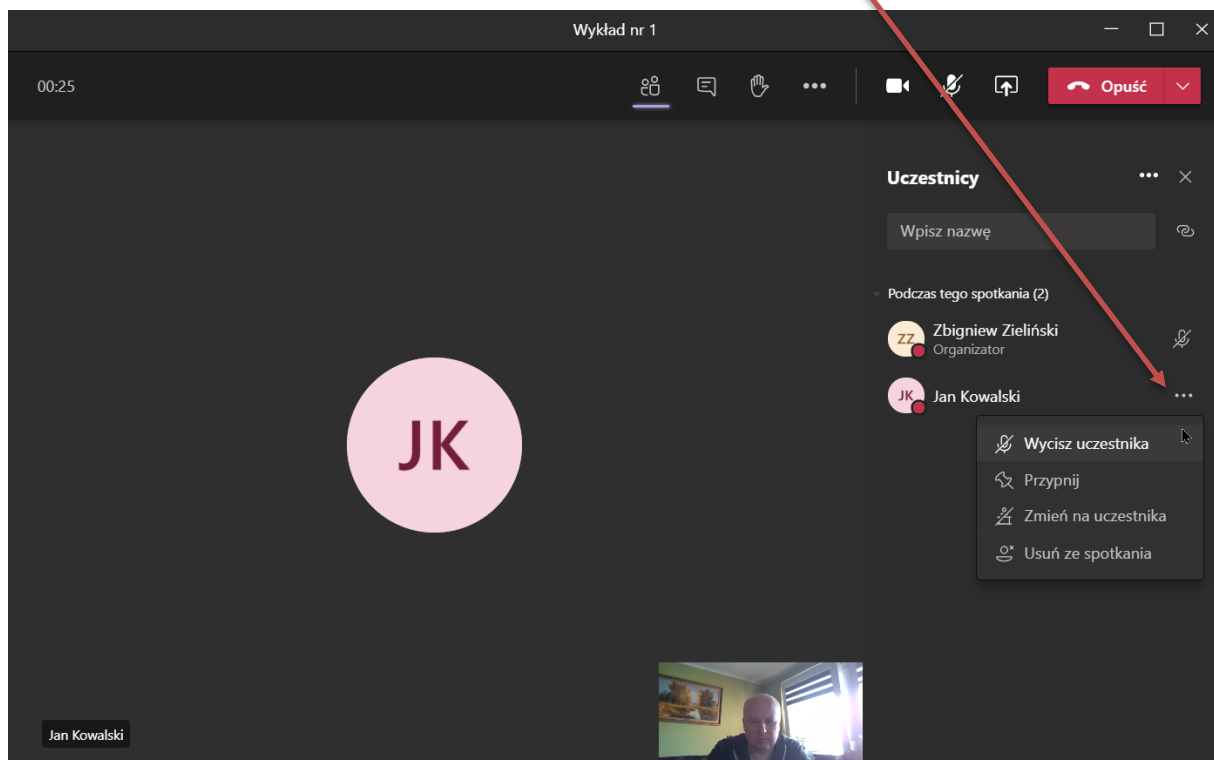 Wykład nr 1
00:25
Opuść
Uczestnicy
Wpisz nazwę
Podczas tego spotkania (2)
ZZ
Zbigniew Zieliński
Organizator
JK
Jan Kowalski
Wycisz uczestnika
Przypnij
Zmień na uczestnika
Usuń ze spotkania
JK
Jan Kowalski